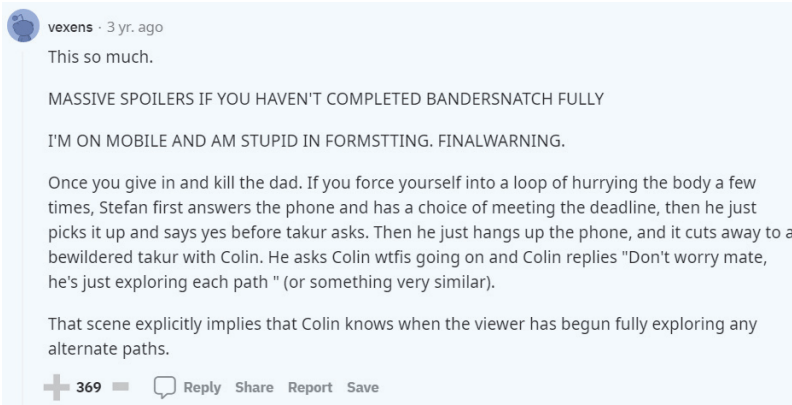 vexens · 3 yr. ago
This so much.
MASSIVE SPOILERS IF YOU HAVEN'T COMPLETED BANDERSNATCH FULLY
I'M ON MOBILE AND AM STUPID IN FORMSTTING. FINALWARNING.
Once you give in and kill the dad. If you force yourself into a loop of hurrying the body a few
times, Stefan first answers the phone and has a choice of meeting the deadline, then he just
picks it up and says yes before takur asks. Then he just hangs up the phone, and it cuts away to a
bewildered takur with Colin. He asks Colin wtfis going on and Colin replies "Don't worry mate,
he's just exploring each path " (or something very similar).
That scene explicitly implies that Colin knows when the viewer has begun fully exploring any
alternate paths.
369 Reply Share Report Save